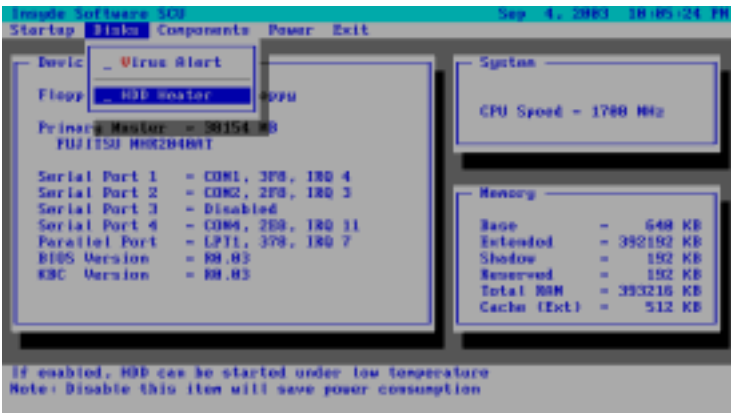 Insyde Software SCU Sep 4, 2003 10:05:24 PM
Startup Disks Components Power Exit
_ Virus Alert
_ HDD Heater
Primary Master = 38154 MB
FUJITSU MHR2040AT
Serial Port 1 = COM1, 3F8, IRQ 4
Serial Port 2 = COM2, 2F8, IRQ 3
Serial Port 3 = Disabled
Serial Port 4 = COM4, 2E8, IRQ 11
Parallel Port = LPT1, 378, IRQ 7
BIOS Version = R0.03
KBC Version = R0.03
System
CPU Speed = 1700 MHz
Memory
Base = 640 KB
Extended = 392192 KB
Shadow = 192 KB
Reserved = 192 KB
Total RAM = 393216 KB
Cache (Ext) = 512 KB
If enabled, HDD can be started under low temperature
Note: Disable this item will save power consumption